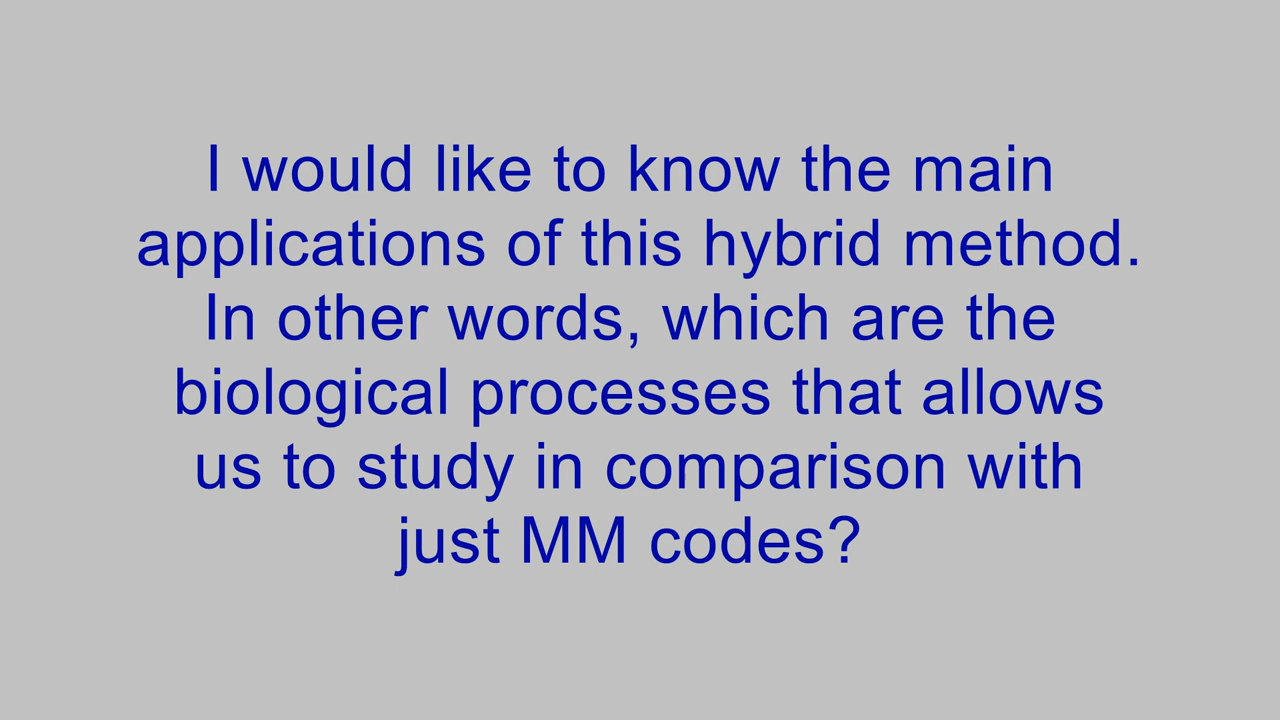 I would like to know the main
applications of this hybrid method.
In other words, which are the
biological processes that allows
us to study in comparison with
just MM codes?